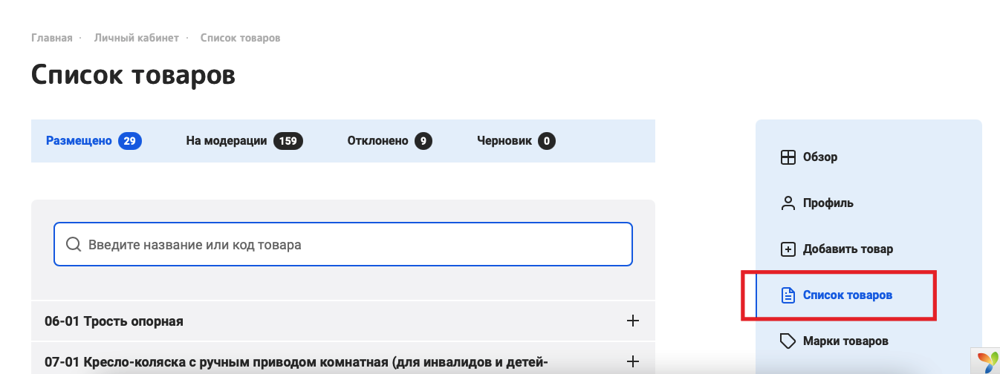 Главная · Личный кабинет · Список товаров
Список товаров
Размещено 29 На модерации 159 Отклонено 9 Черновик 0
Введите название или код товара
06-01 Трость опорная
07-01 Кресло-коляска с ручным приводом комнатная (для инвалидов и детей-
Обзор
Профиль
Добавить товар
Список товаров
Марки товаров